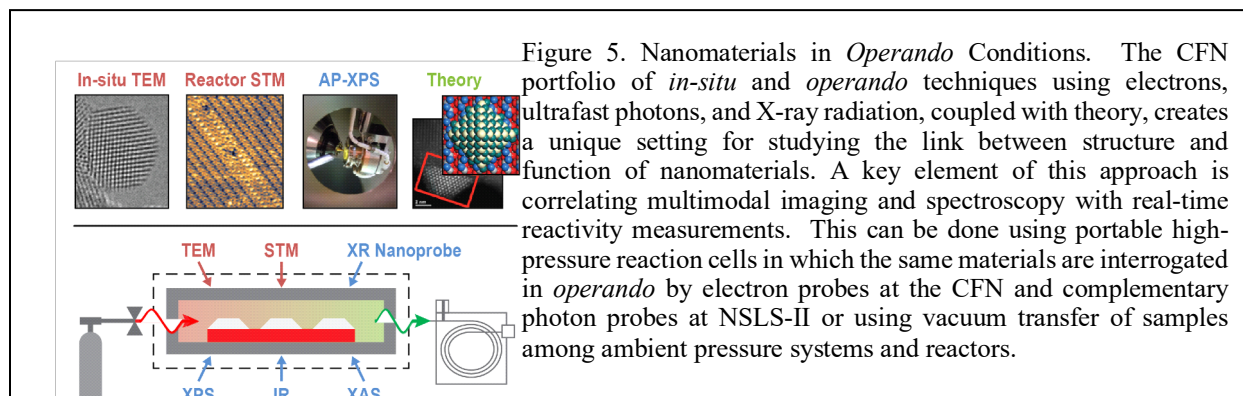 In-situ TEM Reactor STM AP-XPS Theory
2 nm
TEM STM XR Nanoprobe
XPS IR XAS
Figure 5. Nanomaterials in Operando Conditions. The CFN
portfolio of in-situ and operando techniques using electrons,
ultrafast photons, and X-ray radiation, coupled with theory, creates
a unique setting for studying the link between structure and
function of nanomaterials. A key element of this approach is
correlating multimodal imaging and spectroscopy with real-time
reactivity measurements. This can be done using portable high-
pressure reaction cells in which the same materials are interrogated
in operando by electron probes at the CFN and complementary
photon probes at NSLS-II or using vacuum transfer of samples
among ambient pressure systems and reactors.